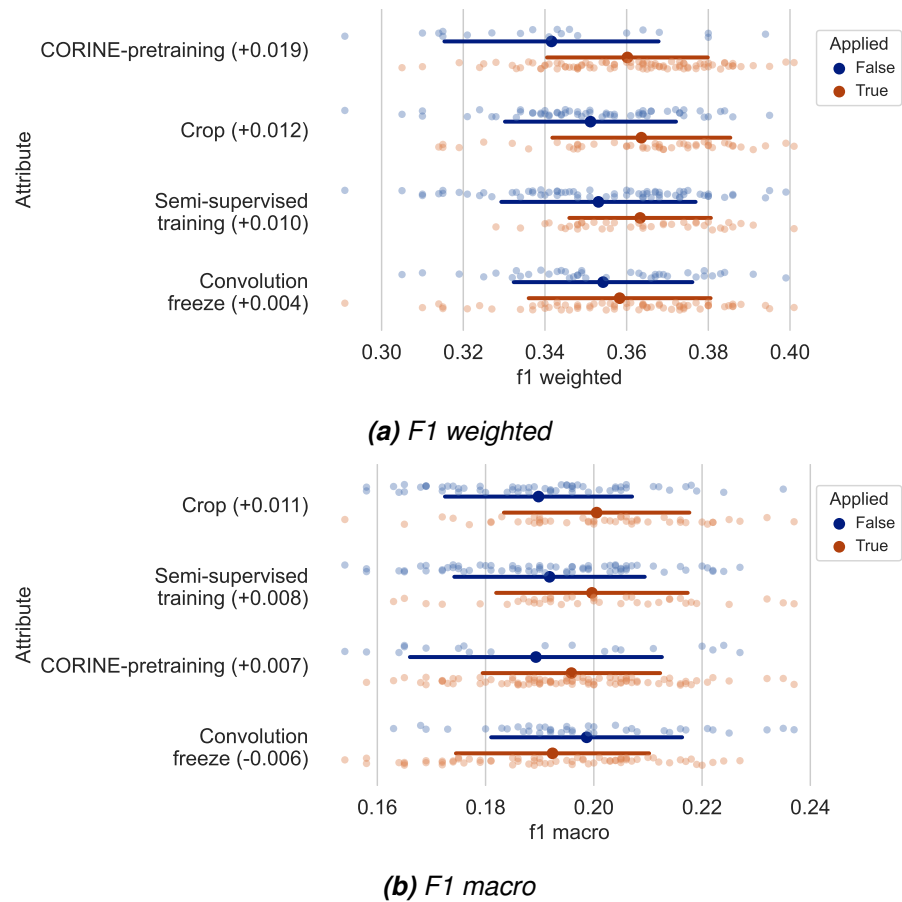 CORINE-pretraining (+0.019)
Crop (+0.012)
Semi-supervised
training (+0.010)
Convolution
freeze (+0.004)
Attribute
Applied
False
True
0.30 0.32 0.34 0.36 0.38 0.40
f1 weighted
(a) F1 weighted
Crop (+0.011)
Semi-supervised
training (+0.008)
CORINE-pretraining (+0.007)
Convolution
freeze (-0.006)
Attribute
Applied
False
True
0.16 0.18 0.20 0.22 0.24
f1 macro
(b) F1 macro